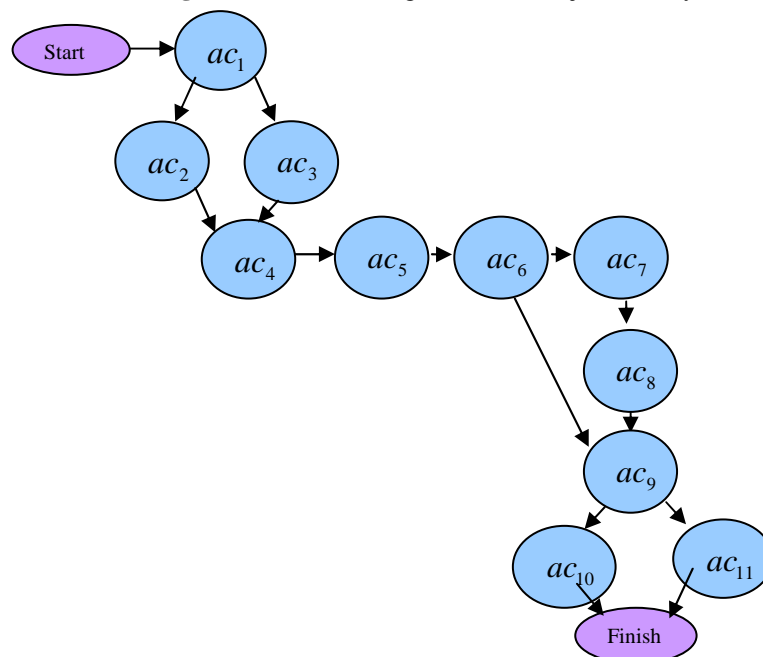 Start
ac₁
ac₂
ac₃
ac₄
ac₅
ac₆
ac₇
ac₈
ac₉
ac₁₀
ac₁₁
Finish